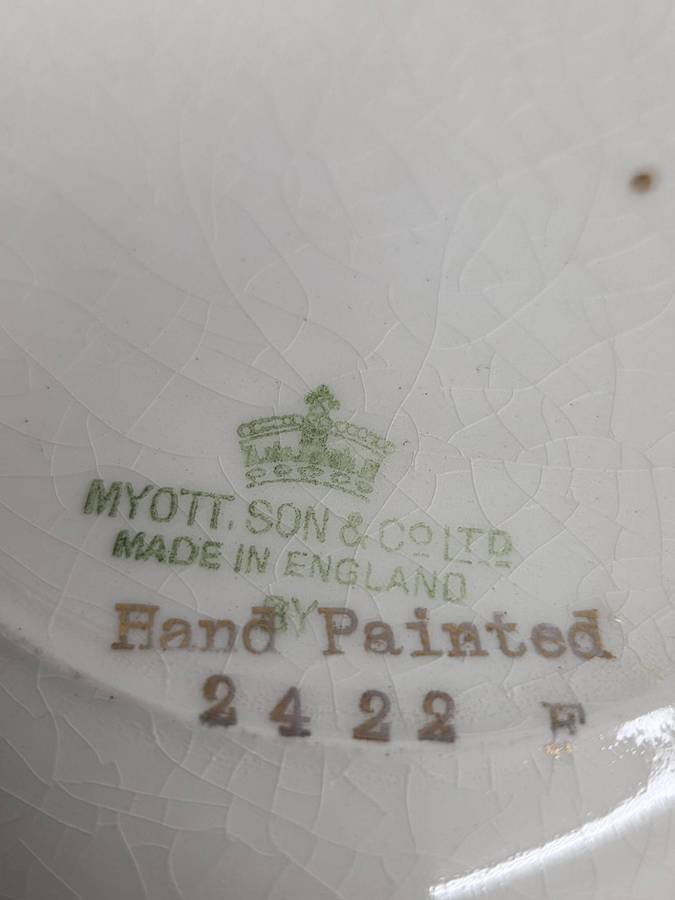 MYOTT, SON & Co LTD
MADE IN ENGLAND
BY
Hand Painted
2422 F